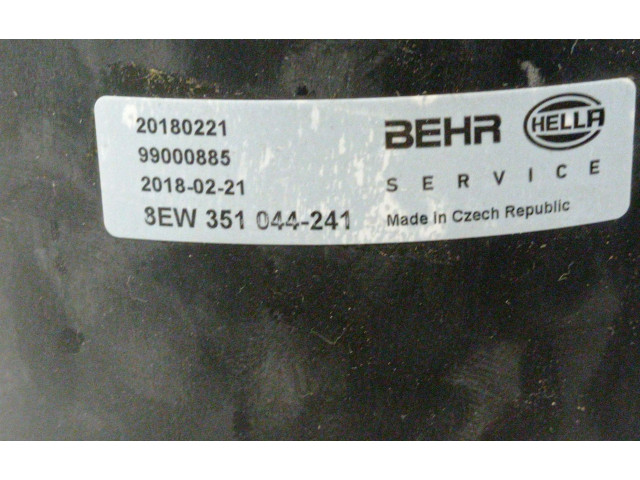 20180221
99000885
2018-02-21
8EW 351 044-241
BEHR HELLA
SERVICE
Made in Czech Republic